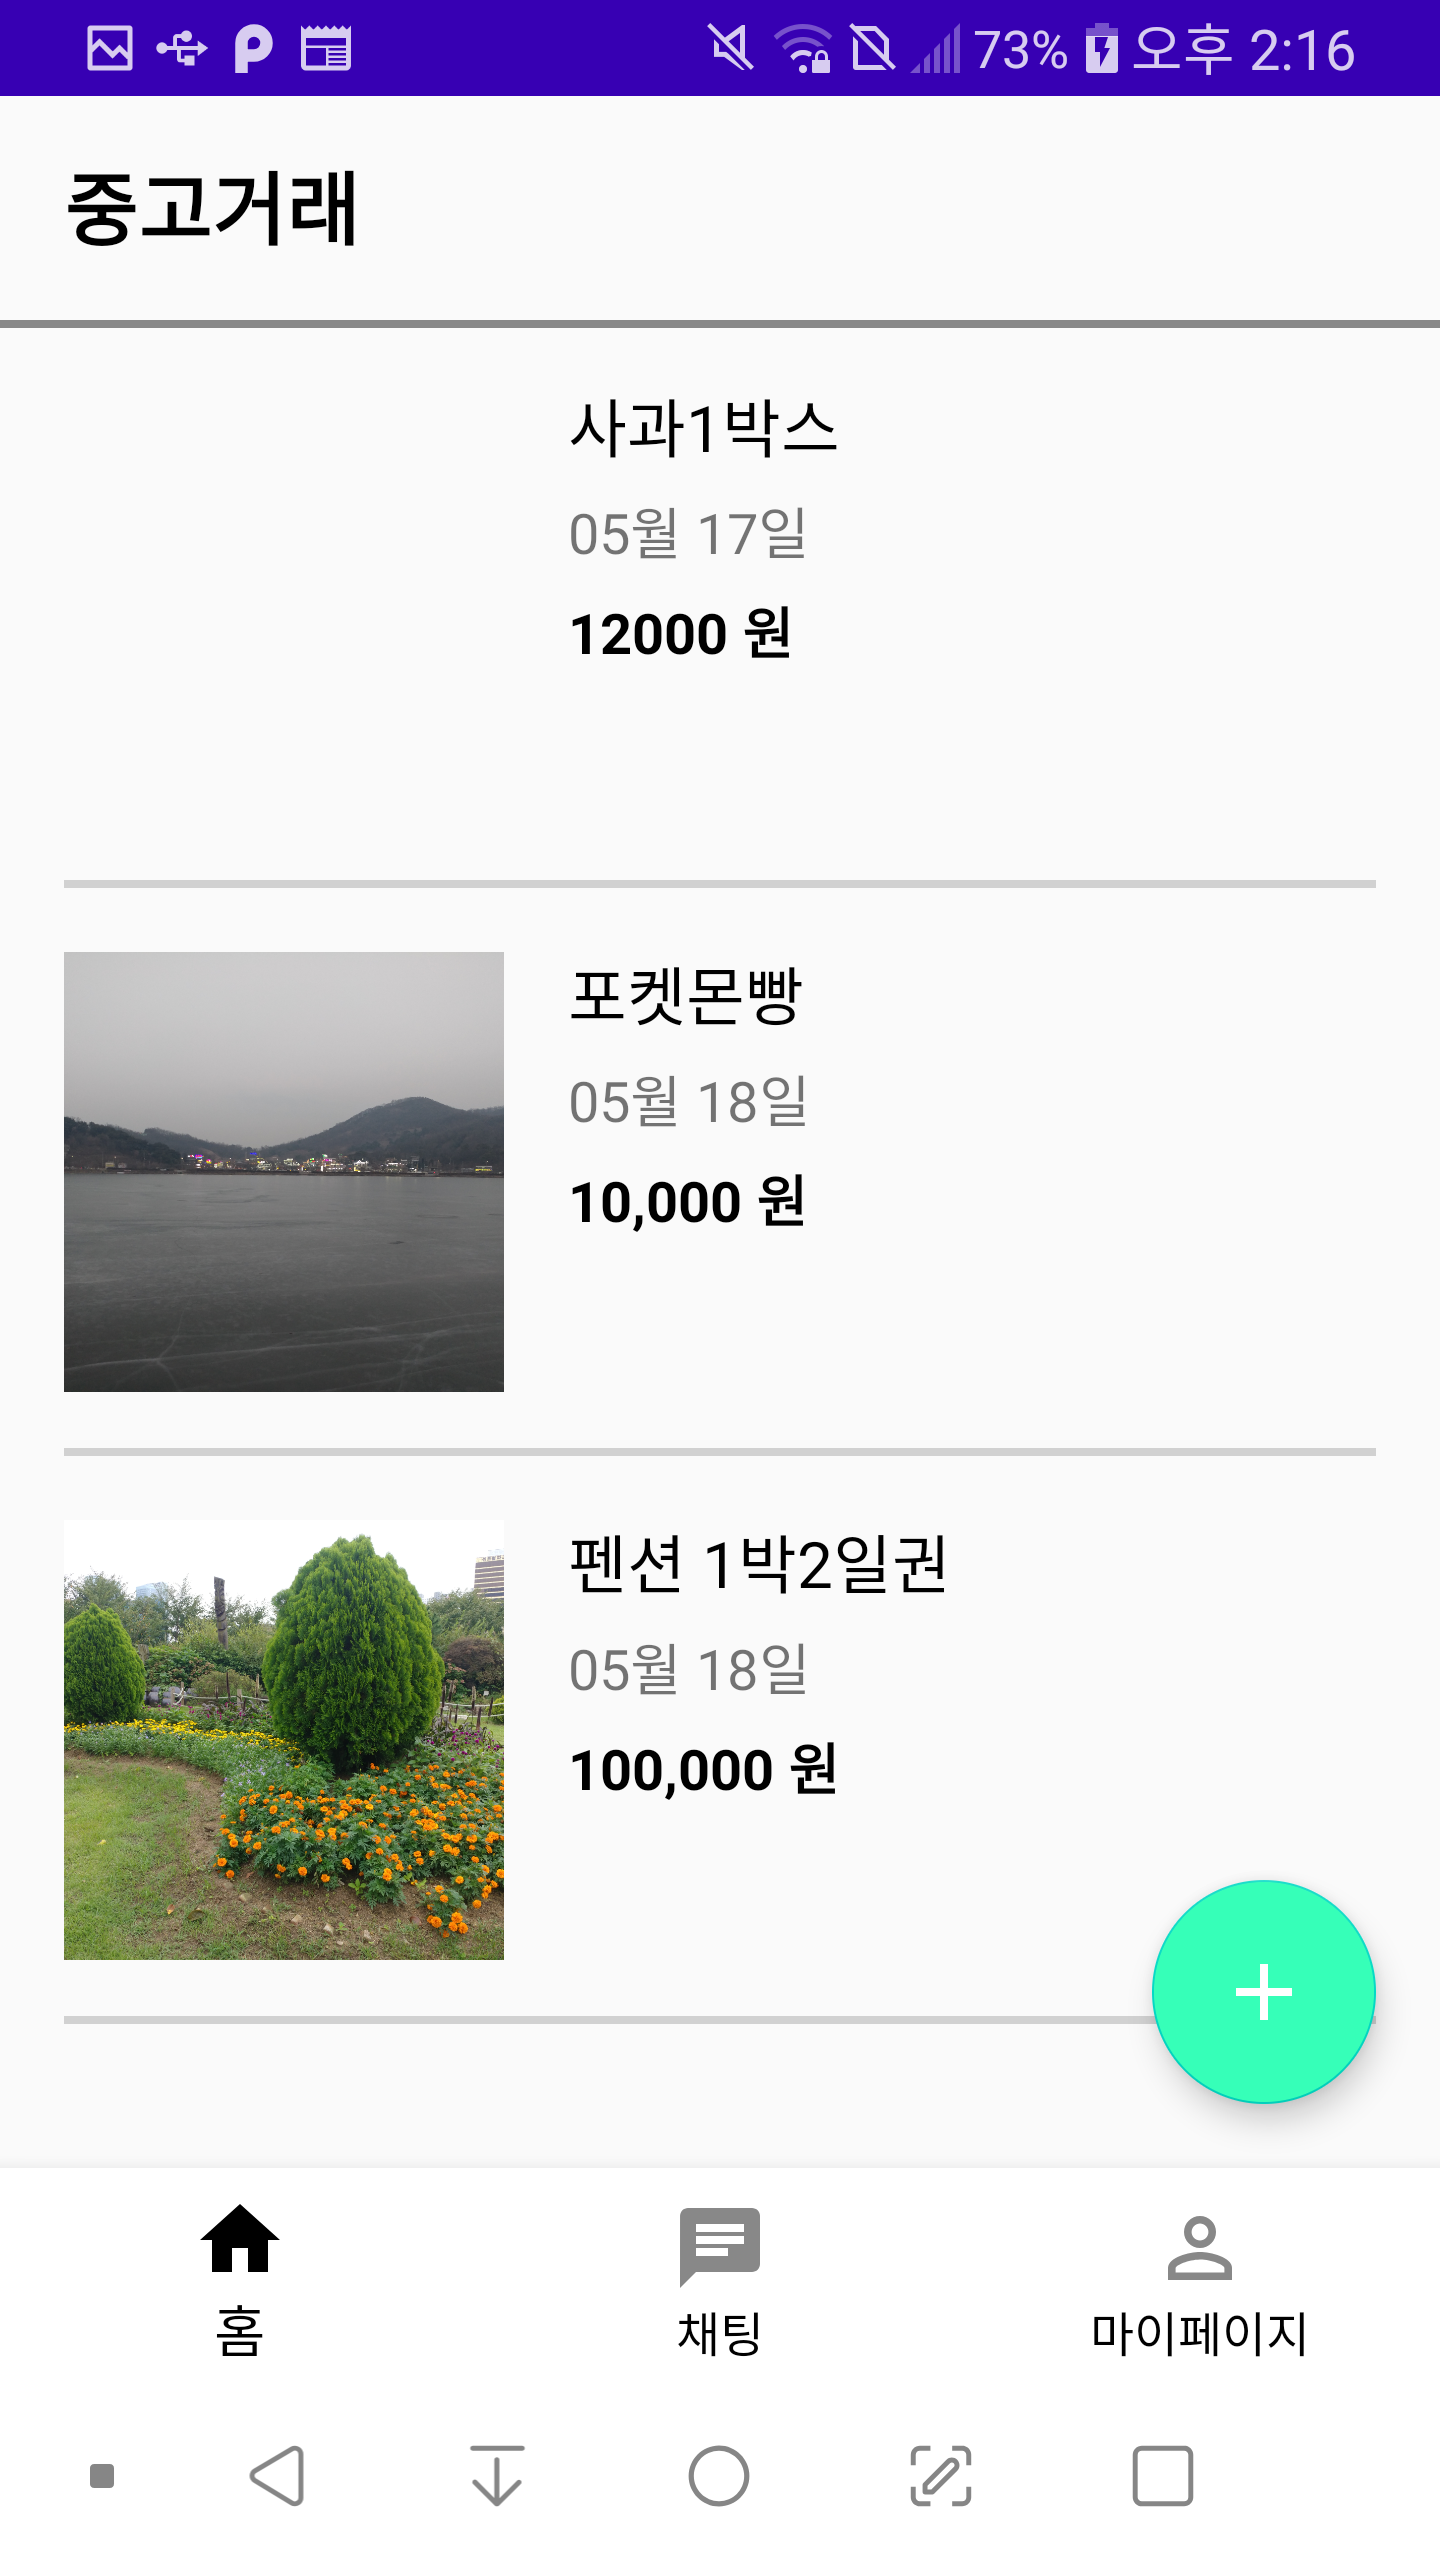 73% 오후 2:16
중고거래
사과1박스
05월 17일
12000 원
포켓몬빵
05월 18일
10,000 원
펜션 1박2일권
05월 18일
100,000 원
홈
채팅
마이페이지